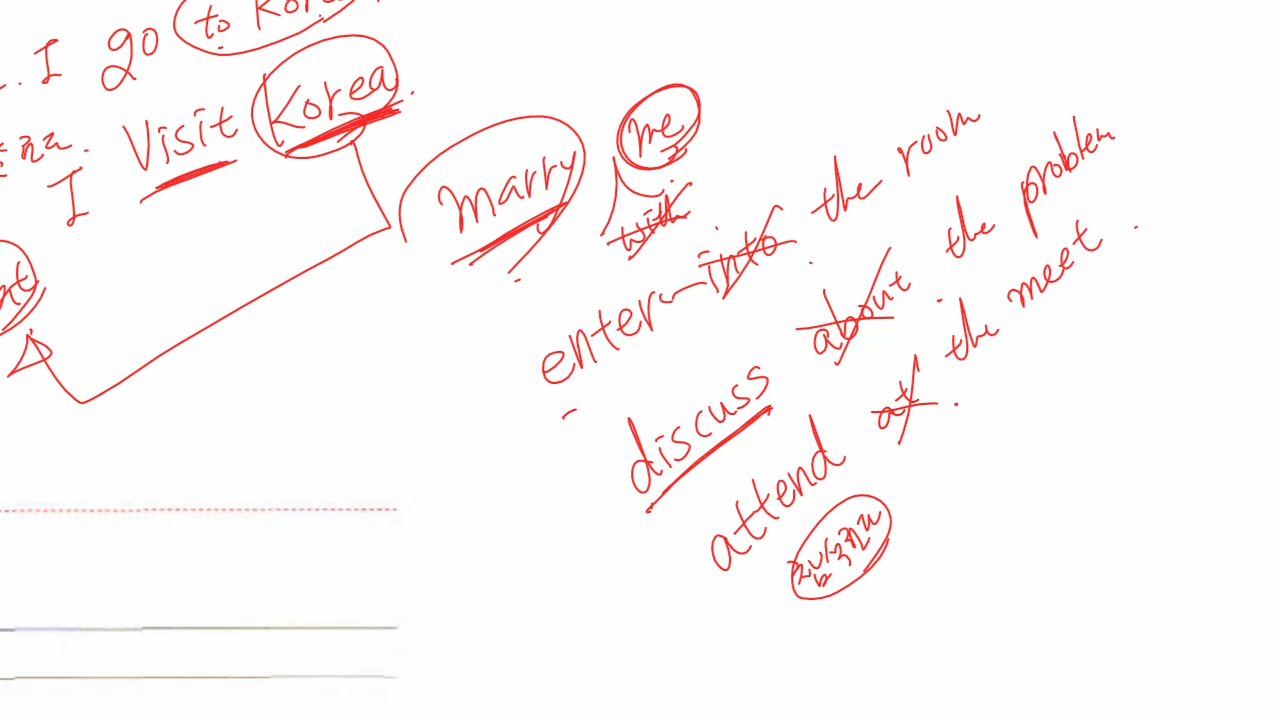 I go to Korea
I Visit Korea.
Marry me
with
enter into the room
discuss about the problem
attend at the meet.